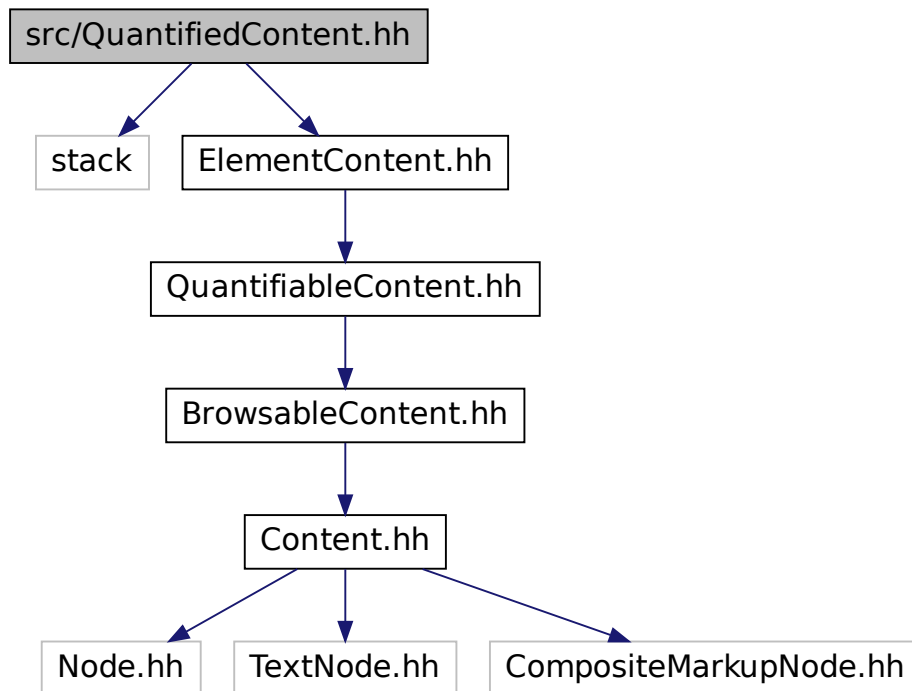 src/QuantifiedContent.hh
stack
ElementContent.hh
QuantifiableContent.hh
BrowsableContent.hh
Content.hh
Node.hh
TextNode.hh
CompositeMarkupNode.hh